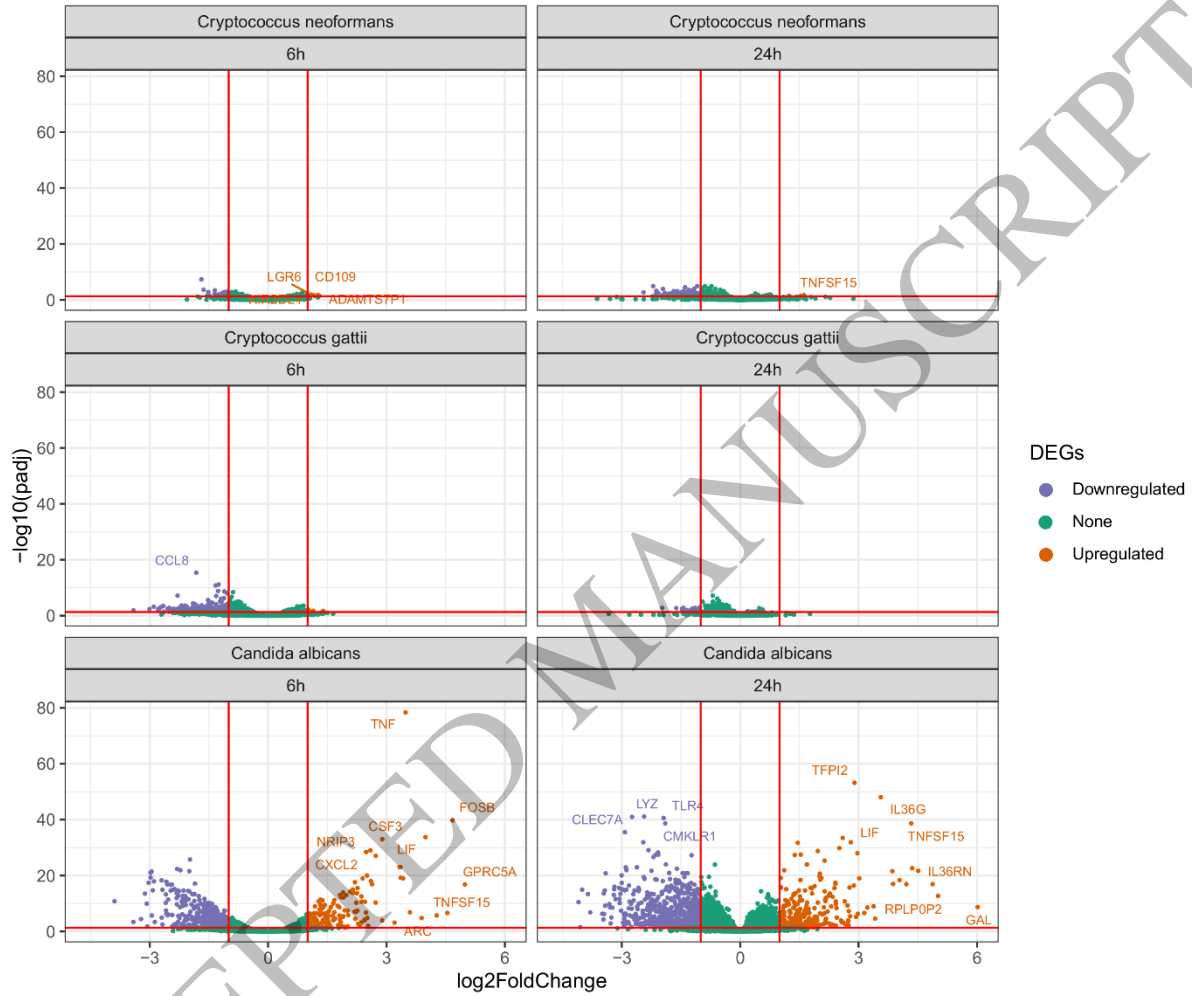 Cryptococcus neoformans
Cryptococcus neoformans
6h
24h
80
60
40
20
0
LGR6
CD109
ADAMTS7P1
TNFSF15
Cryptococcus gattii
Cryptococcus gattii
6h
24h
80
60
40
20
0
CCL8
Candida albicans
Candida albicans
6h
24h
80
60
40
20
0
TNF
FOSB
CSF3
NRIP3
LIF
CXCL2
GPRC5A
TNFSF15
ARC
TFPI2
IL36G
LYZ
TLR4
CLEC7A
CMKLR1
LIF
TNFSF15
IL36RN
RPLP0P2
GAL
−3
0
3
6
−3
0
3
6
log2FoldChange
−log10(padj)
DEGs
Downregulated
None
Upregulated
EPTED MANUSCRIPT